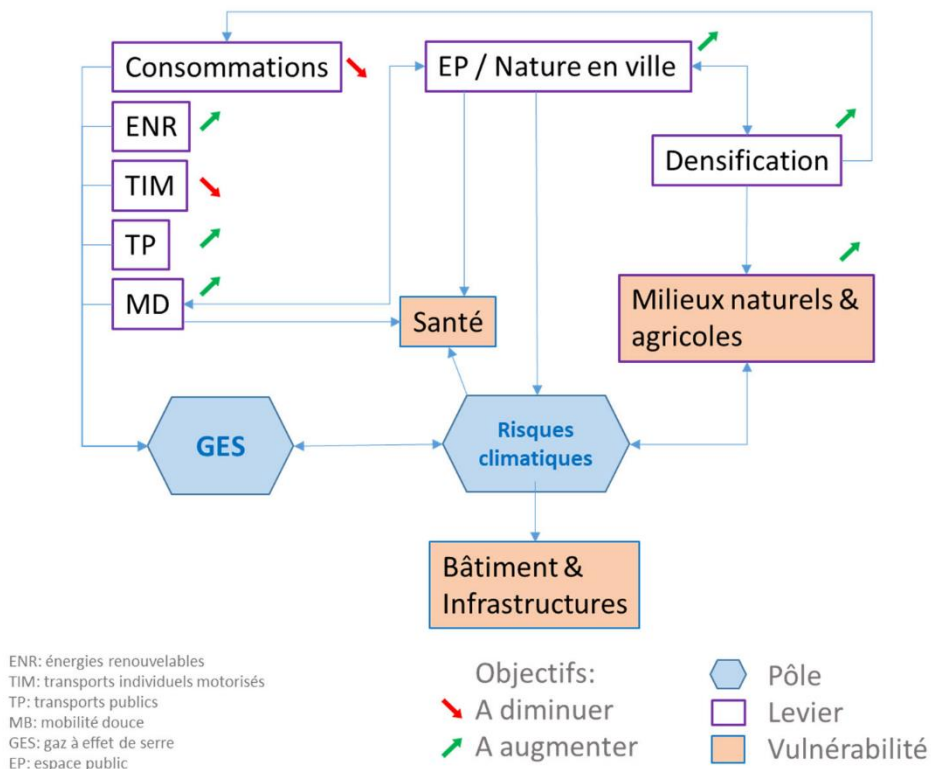 Consommations
EP / Nature en ville
ENR
Densification
TIM
TP
MD
Santé
Milieux naturels &
agricoles
GES
Risques
climatiques
Bâtiment &
Infrastructures
ENR: énergies renouvelables
TIM: transports individuels motorisés
TP: transports publics
MB: mobilité douce
GES: gaz à effet de serre
EP: espace public
Objectifs:
A diminuer
A augmenter
Pôle
Levier
Vulnérabilité